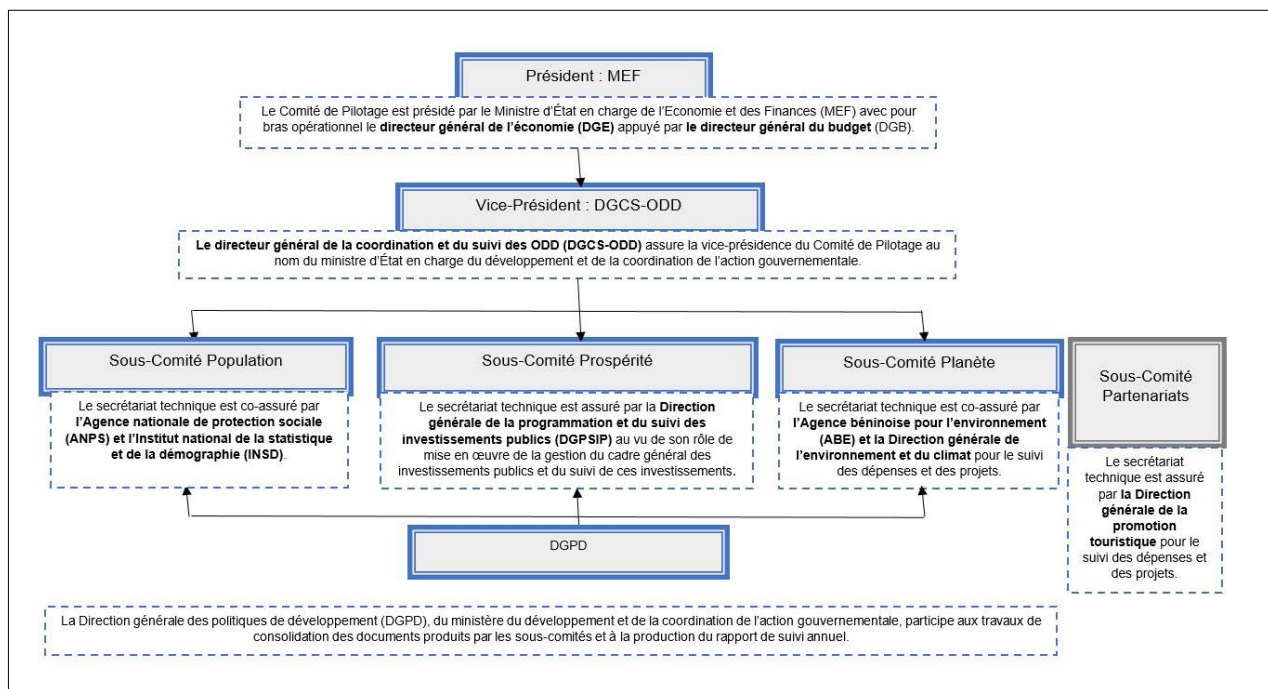 Président : MEF
Le Comité de Pilotage est présidé par le Ministre d’État en charge de l’Economie et des Finances (MEF) avec pour
bras opérationnel le directeur général de l’économie (DGE) appuyé par le directeur général du budget (DGB).
Vice-Président : DGCS-ODD
Le directeur général de la coordination et du suivi des ODD (DGCS-ODD) assure la vice-présidence du Comité de Pilotage au
nom du ministre d’État en charge du développement et de la coordination de l’action gouvernementale.
Sous-Comité Population
Le secrétariat technique est co-assuré par
l’Agence nationale de protection sociale
(ANPS) et l’Institut national de la statistique
et de la démographie (INSD).
Sous-Comité Prospérité
Le secrétariat technique est assuré par la Direction
générale de la programmation et du suivi des
investissements publics (DGPSIP) au vu de son rôle de
mise en œuvre de la gestion du cadre général des
investissements publics et du suivi de ces investissements.
Sous-Comité Planète
Le secrétariat technique est co-assuré par
l’Agence béninoise pour l’environnement
(ABE) et la Direction générale de
l’environnement et du climat pour le suivi
des dépenses et des projets.
Sous-Comité
Partenariats
Le secrétariat
technique est assuré
par la Direction
générale de la
promotion
touristique pour le
suivi des dépenses et
des projets.
DGPD
La Direction générale des politiques de développement (DGPD), du ministère du développement et de la coordination de l’action gouvernementale, participe aux travaux de
consolidation des documents produits par les sous-comités et à la production du rapport de suivi annuel.